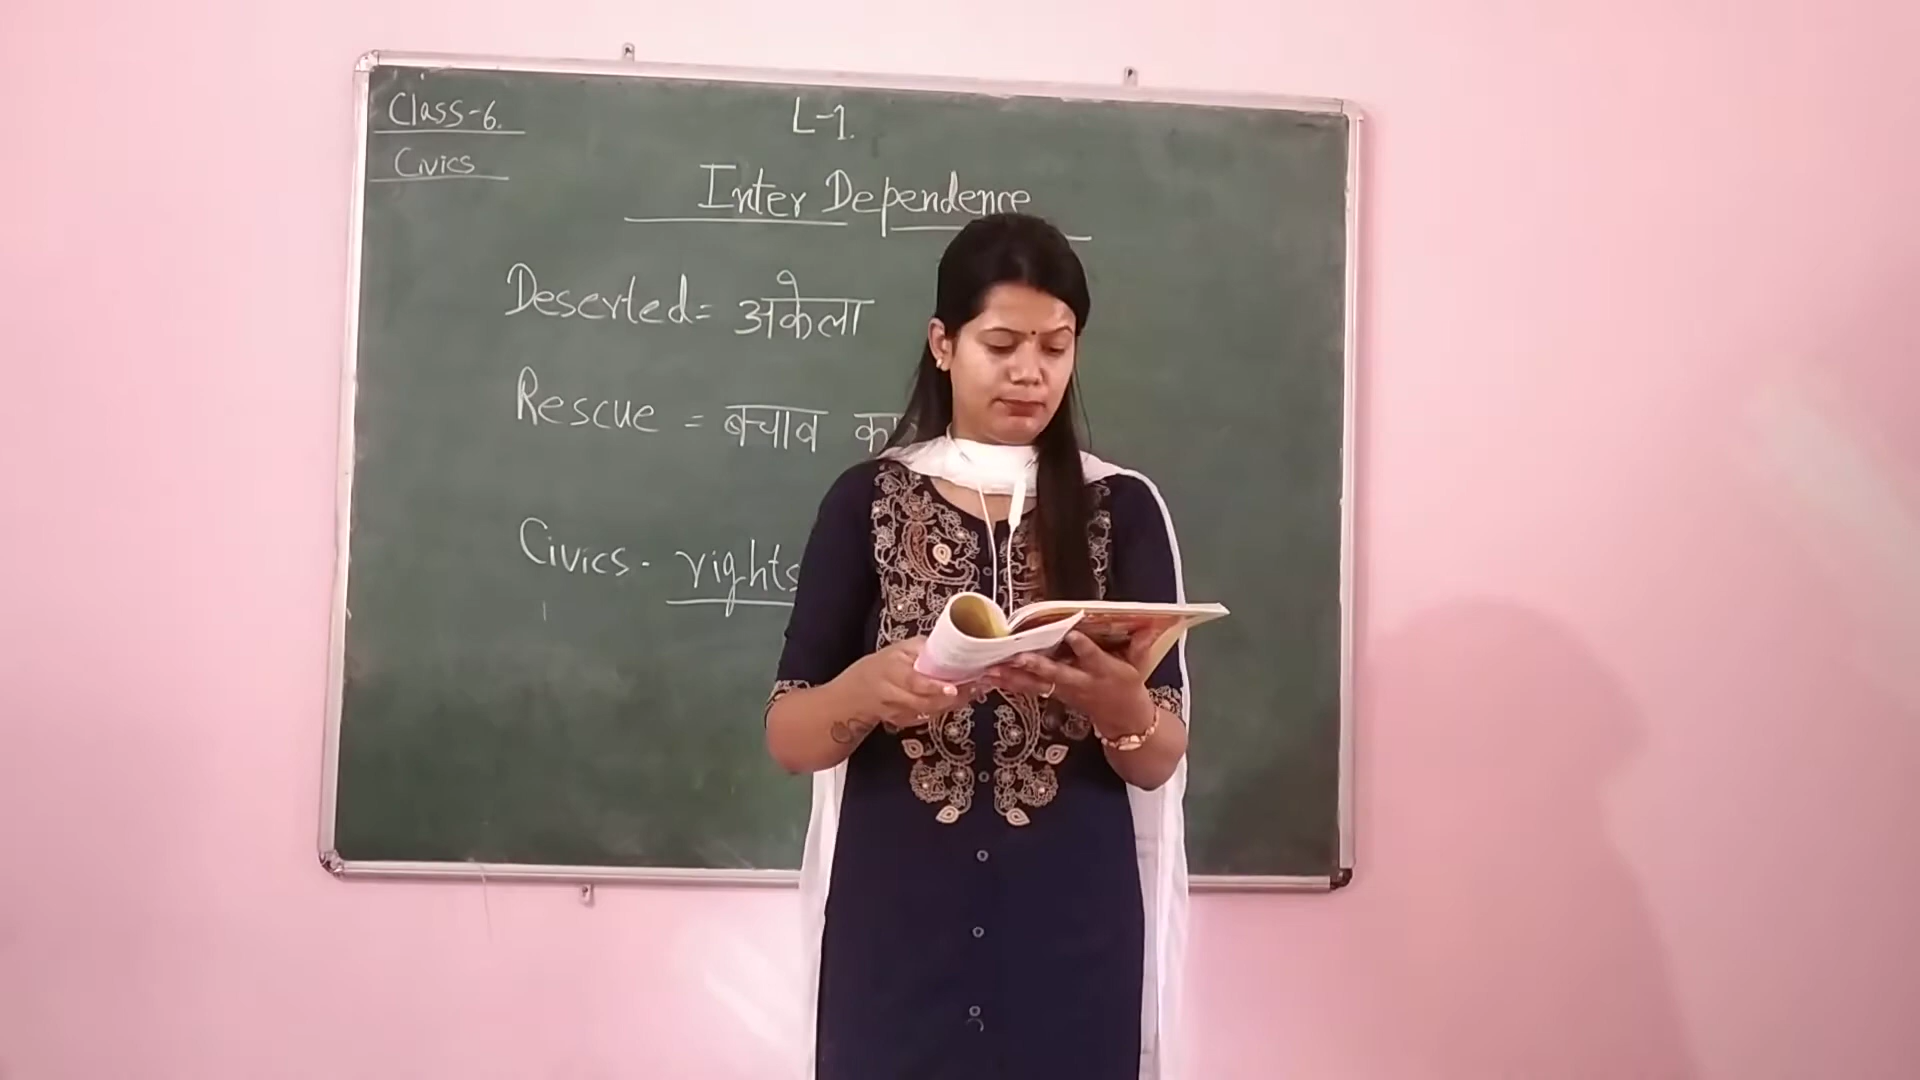 Class-6.
Civics
L-1.
Inter Dependence
Deserted = अकेला
Rescue = बचाव
Civics - rights